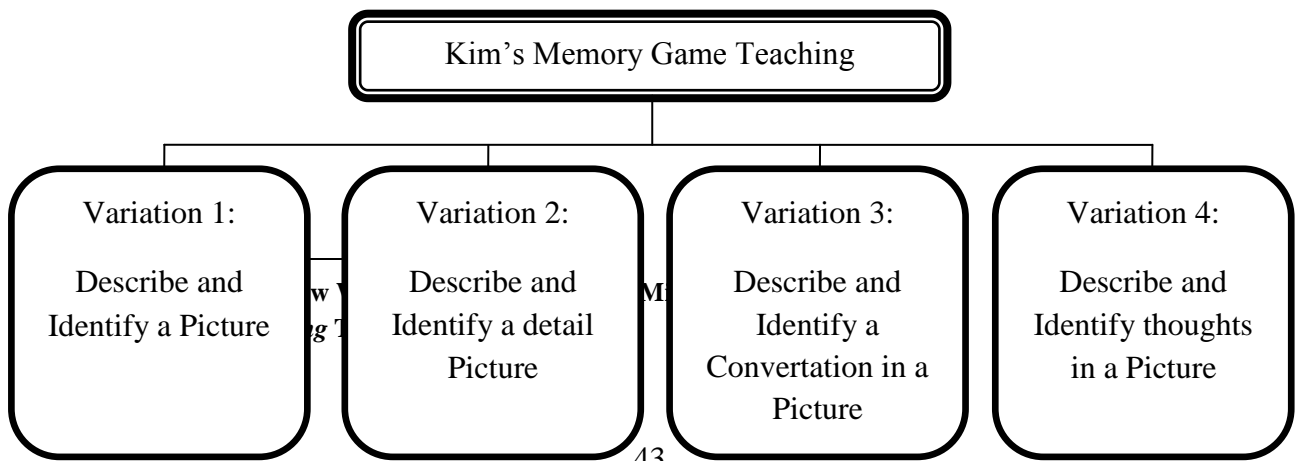 Kim’s Memory Game Teaching
Variation 1:
Describe and
Identify a Picture
Variation 2:
Describe and
Identify a detail
Picture
Variation 3:
Describe and
Identify a
Convertation in a
Picture
Variation 4:
Describe and
Identify thoughts
in a Picture
43